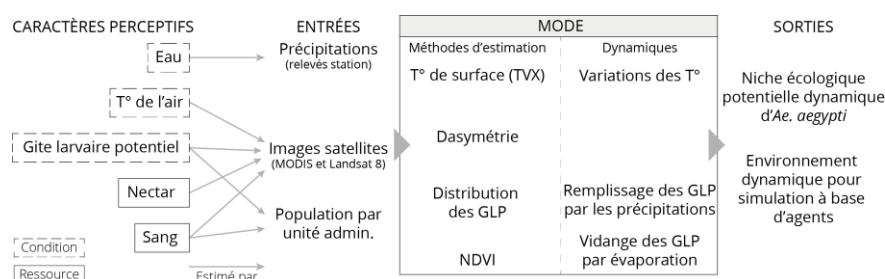 CARACTÈRES PERCEPTIFS
Eau
T° de l'air
Gite larvaire potentiel
Nectar
Sang
Condition
Ressource
Estimé par
ENTRÉES
Précipitations
(relevés station)
Images satellites
(MODIS et Landsat 8)
Population par
unité admin.
MODE
Méthodes d'estimation
T° de surface (TVX)
Dasymétrie
Distribution
des GLP
NDVI
Dynamiques
Variations des T°
Remplissage des GLP
par les précipitations
Vidange des GLP
par évaporation
SORTIES
Niche écologique
potentielle dynamique
d'Ae. aegypti
Environnement
dynamique pour
simulation à base
d'agents